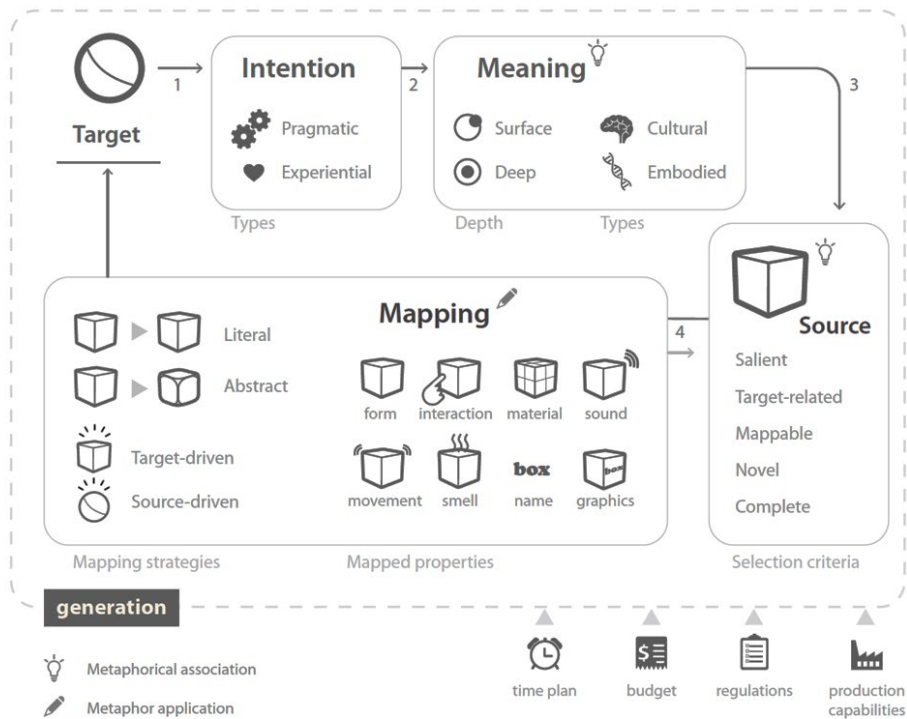 Target
1
Intention
Pragmatic
Experiential
Types
2
Meaning
Surface
Cultural
Deep
Embodied
Depth
Types
3
Source
Salient
Target-related
Mappable
Novel
Complete
Selection criteria
4
Mapping
Literal
Abstract
Target-driven
Source-driven
Mapping strategies
form
interaction
material
sound
movement
smell
box
name
box
graphics
Mapped properties
generation
Metaphorical association
Metaphor application
time plan
$
budget
regulations
production
capabilities